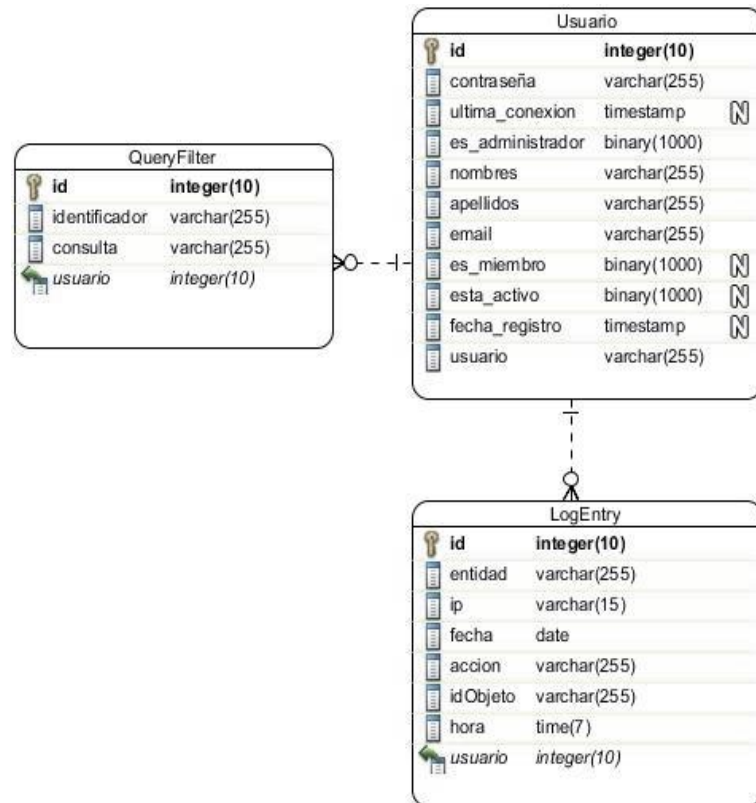 QueryFilter
id integer(10)
identificador varchar(255)
consulta varchar(255)
usuario integer(10)
Usuario
id integer(10)
contraseña varchar(255)
ultima_conexion timestamp N
es_administrador binary(1000)
nombres varchar(255)
apellidos varchar(255)
email varchar(255)
es_miembro binary(1000) N
esta_activo binary(1000) N
fecha_registro timestamp N
usuario varchar(255)
LogEntry
id integer(10)
entidad varchar(255)
ip varchar(15)
fecha date
accion varchar(255)
idObjeto varchar(255)
hora time(7)
usuario integer(10)